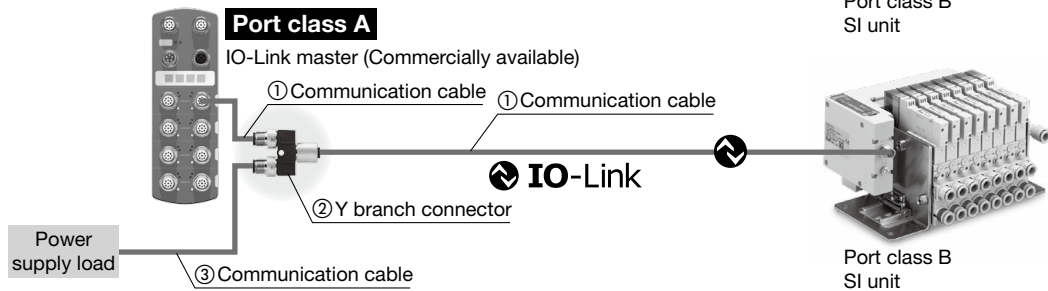 Port class B
SI unit
Port class A
IO-Link master (Commercially available)
①Communication cable
①Communication cable
IO-Link
②Y branch connector
Power
supply load
③Communication cable
Port class B
SI unit